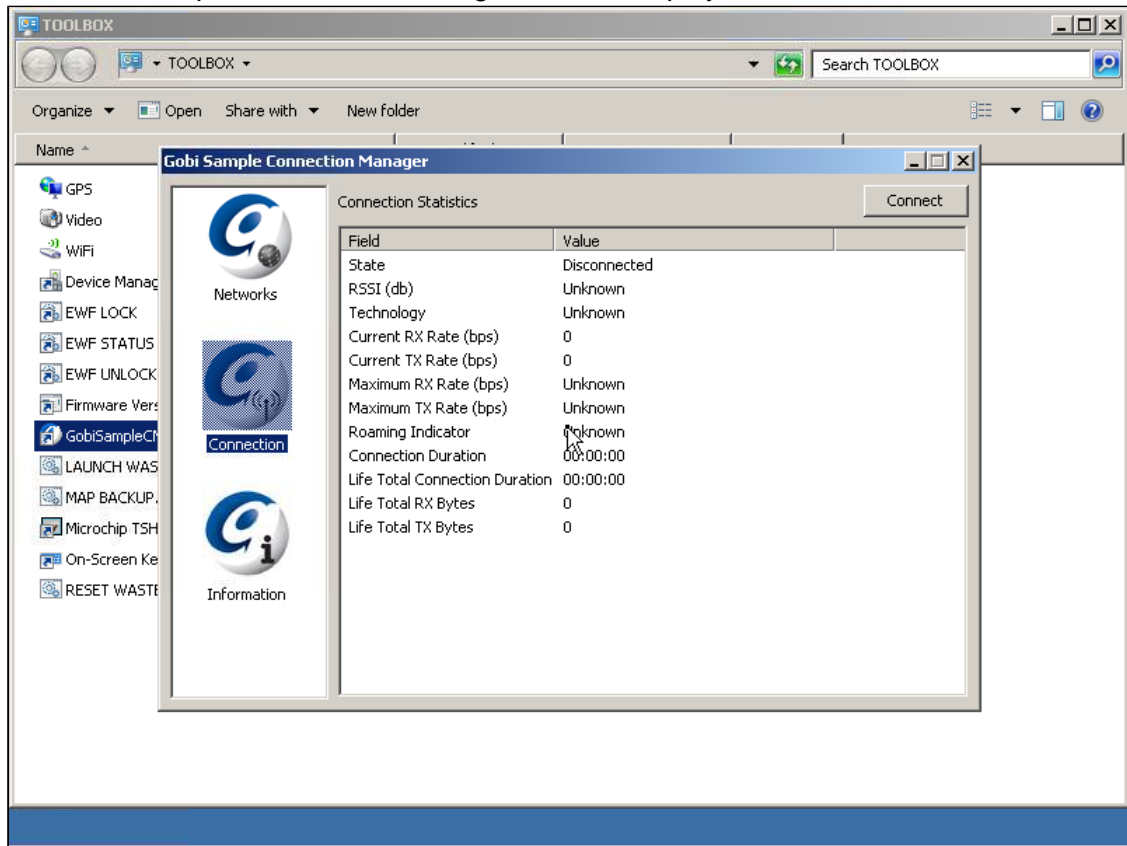 TOOLBOX
TOOLBOX
Search TOOLBOX
Organize Open Share with New folder
Name
Gobi Sample Connection Manager
GPS
Video
WiFi
Device Manag
EWF LOCK
EWF STATUS
EWF UNLOCK
Firmware Vers
GobiSampleCM
LAUNCH WAS
MAP BACKUP.
Microchip TSH
On-Screen Ke
RESET WASTE
Networks
Connection
Information
Connection Statistics Connect
Field Value
State Disconnected
RSSI (db) Unknown
Technology Unknown
Current RX Rate (bps) 0
Current TX Rate (bps) 0
Maximum RX Rate (bps) Unknown
Maximum TX Rate (bps) Unknown
Roaming Indicator Unknown
Connection Duration 00:00:00
Life Total Connection Duration 00:00:00
Life Total RX Bytes 0
Life Total TX Bytes 0